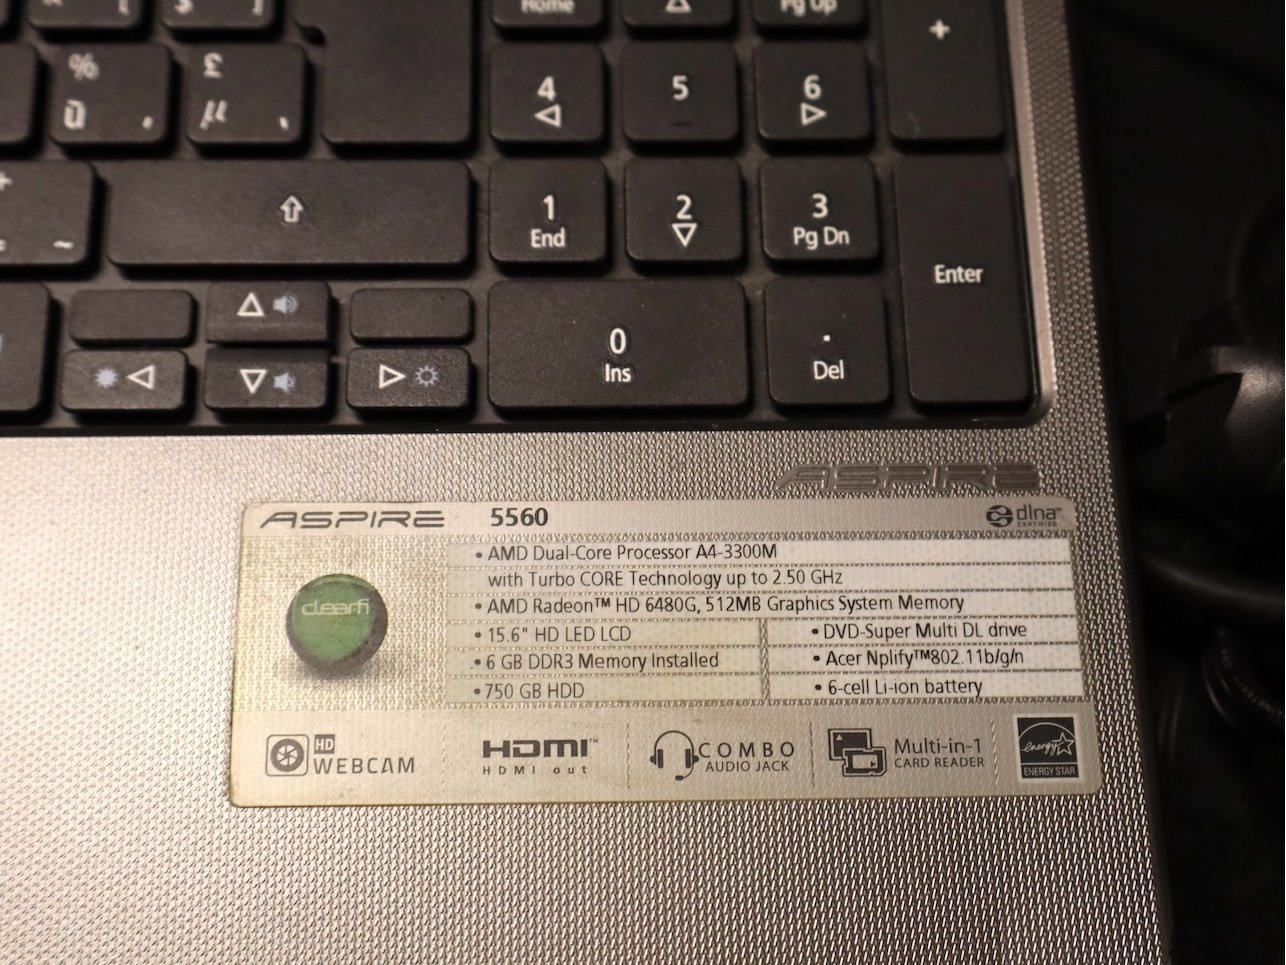 Home
Pg Up
+
%
ù
£
µ
4
5
6
+
~
1
End
2
3
Pg Dn
Enter
0
Ins
.
Del
ASPIRE
ASPIRE 5560
dlna™
CERTIFIED
• AMD Dual-Core Processor A4-3300M
with Turbo CORE Technology up to 2.50 GHz
• AMD Radeon™ HD 6480G, 512MB Graphics System Memory
• 15.6" HD LED LCD
• DVD-Super Multi DL drive
• 6 GB DDR3 Memory Installed
• Acer Nplify™802.11b/g/n
• 750 GB HDD
• 6-cell Li-ion battery
clear.fi
HD
WEBCAM
HDMI™
HDMI out
COMBO
AUDIO JACK
Multi-in-1
CARD READER
energy
ENERGY STAR